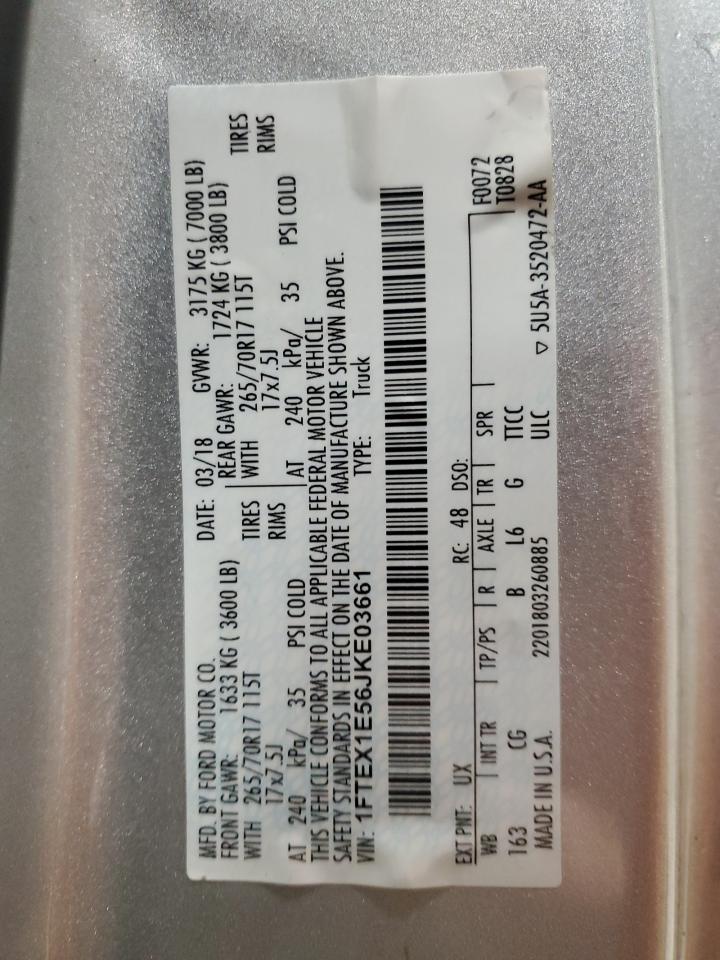 MFD. BY FORD MOTOR CO. DATE: 03/18 GVWR: 3175 KG ( 7000 LB)
FRONT GAWR: 1633 KG ( 3600 LB) REAR GAWR: 1724 KG ( 3800 LB)
WITH 265/70R17 115T TIRES WITH 265/70R17 115T TIRES
17x7.5J RIMS 17x7.5J RIMS
AT 240 kPa/ 35 PSI COLD AT 240 kPa/ 35 PSI COLD
THIS VEHICLE CONFORMS TO ALL APPLICABLE FEDERAL MOTOR VEHICLE
SAFETY STANDARDS IN EFFECT ON THE DATE OF MANUFACTURE SHOWN ABOVE.
VIN: 1FTEX1E56JKE03661 TYPE: Truck
EXT PNT: UX RC: 48 DSO: F0072
WB INT TR TP/PS R AXLE TR SPR T0828
163 CG B L6 G TTCC
MADE IN U.S.A. 2201803260885 ULC ▽ 5U5A-3520472-AA